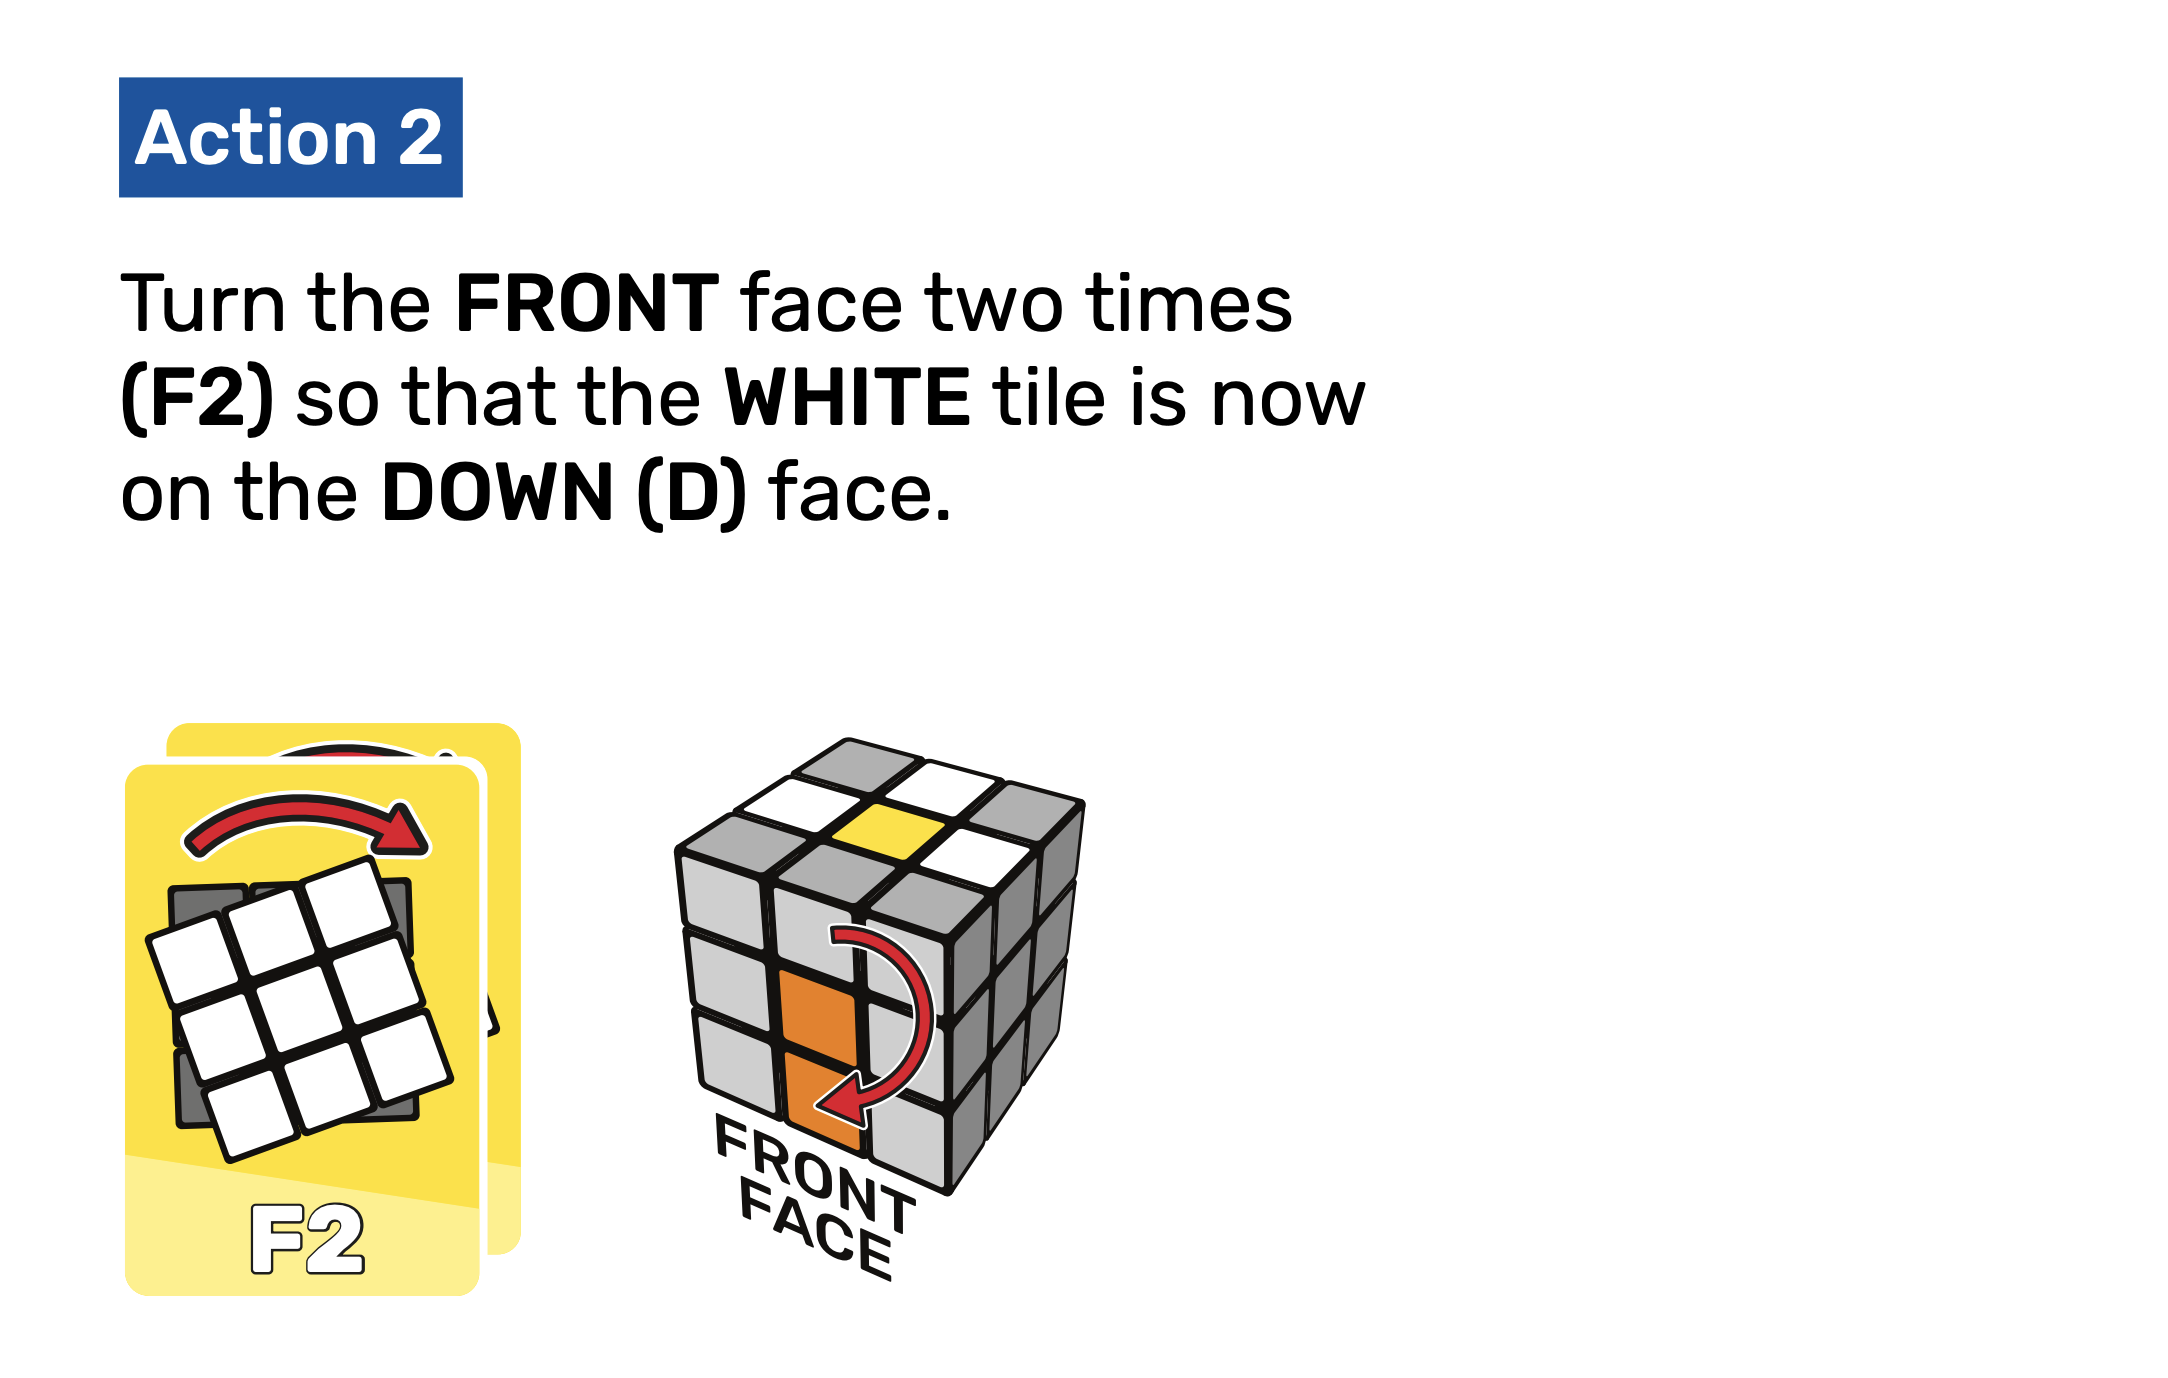 Action 2
Turn the FRONT face two times
(F2) so that the WHITE tile is now
on the DOWN (D) face.
F2
FRONT
FACE